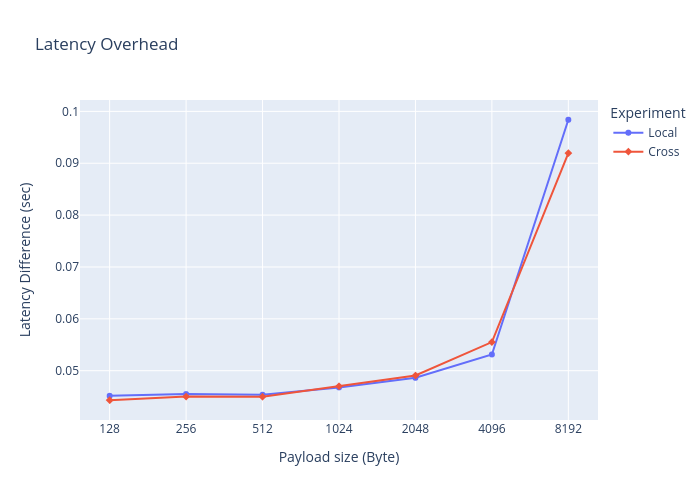 Latency Overhead
Experiment
Local
Cross
Latency Difference (sec)
0.1
0.09
0.08
0.07
0.06
0.05
128 256 512 1024 2048 4096 8192
Payload size (Byte)